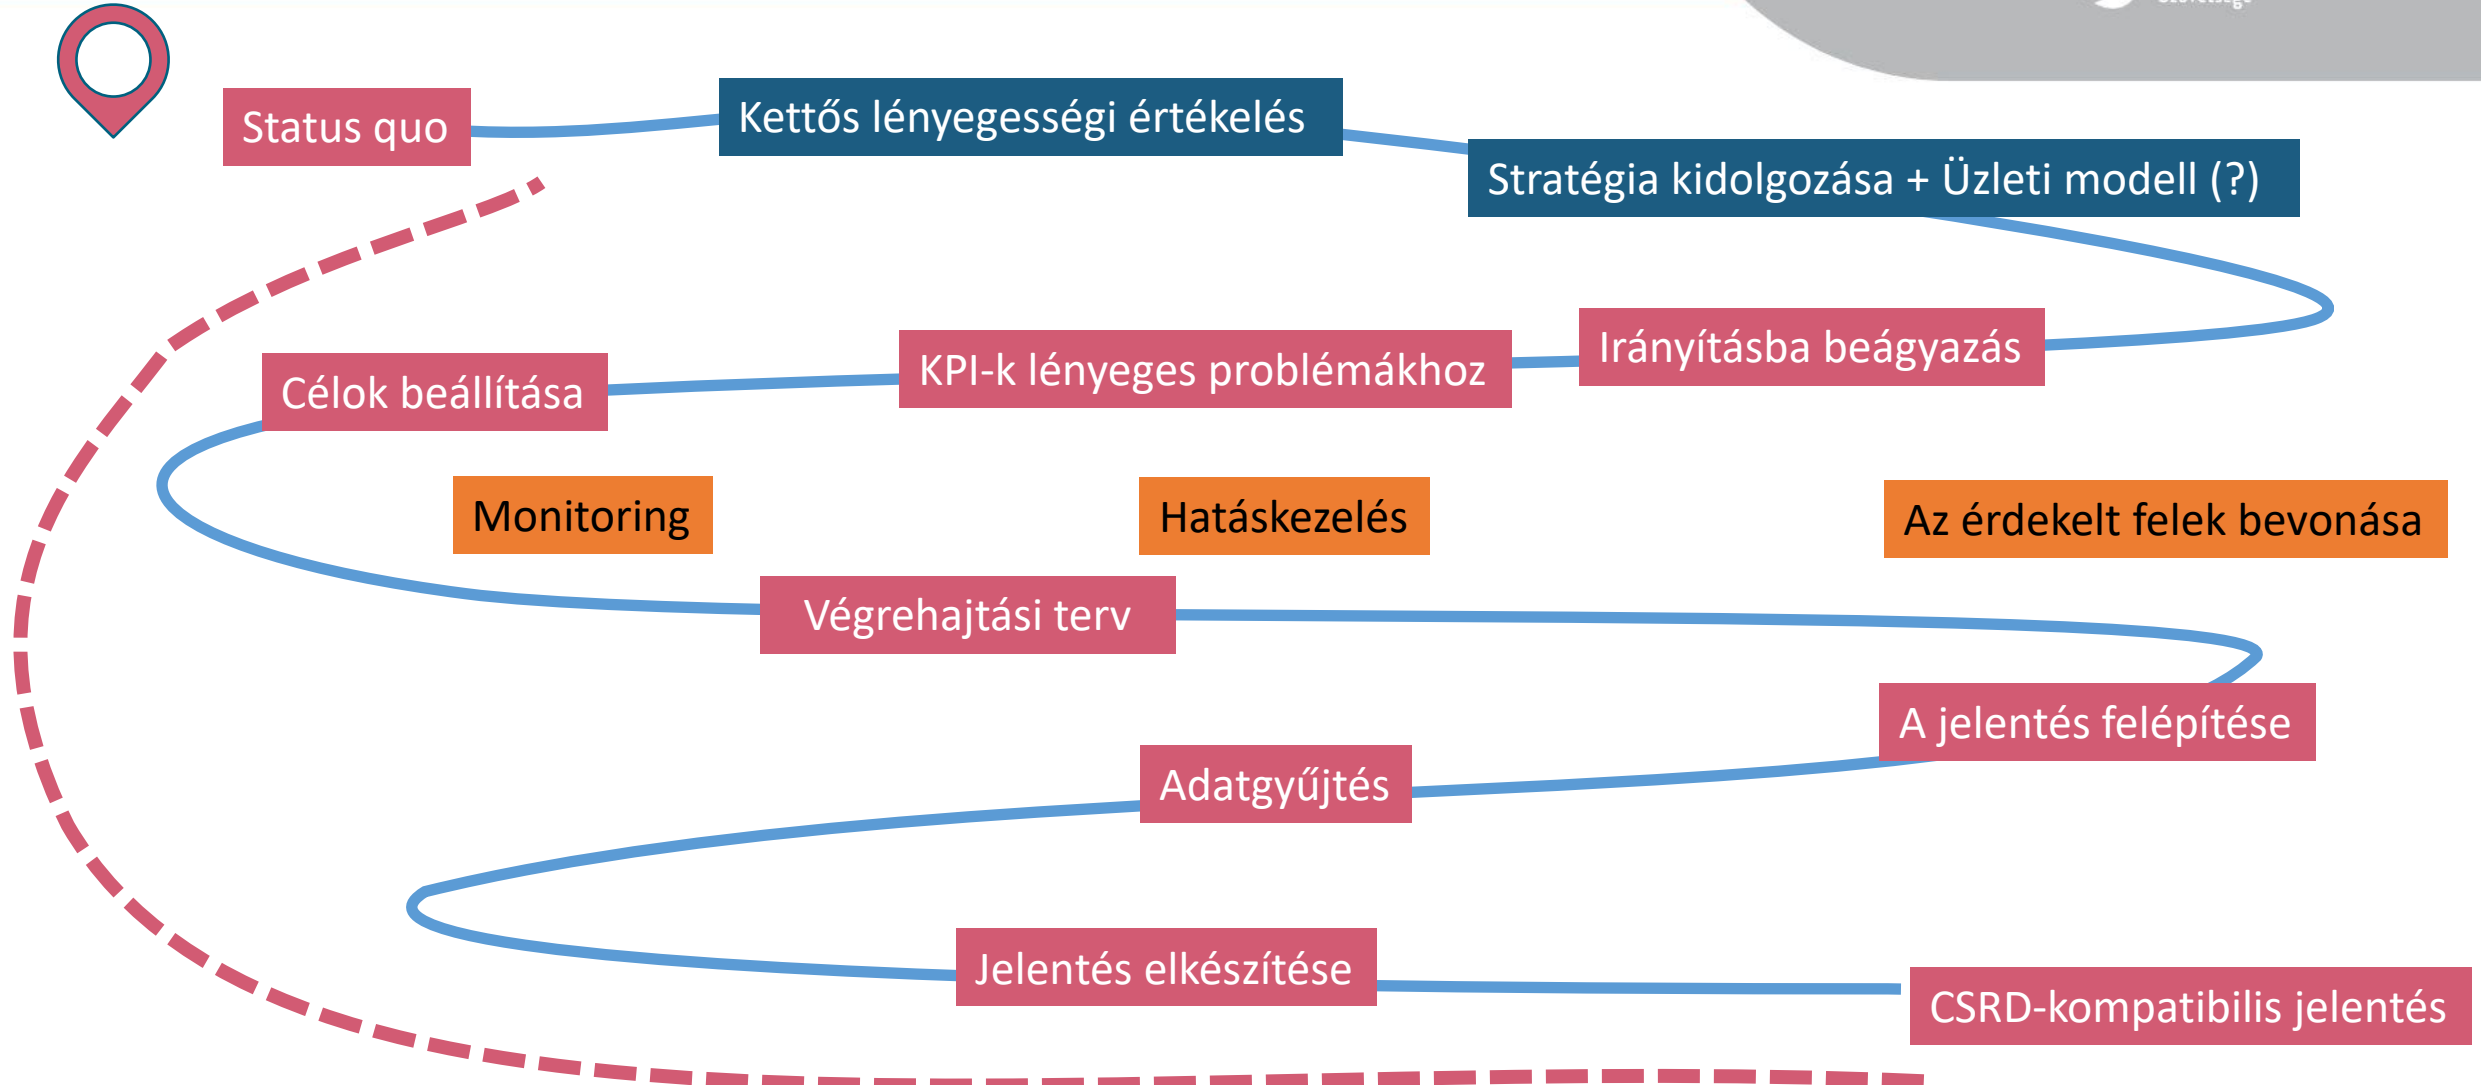 Status quo
Kettős lényegességi értékelés
Stratégia kidolgozása + Üzleti modell (?)
Irányításba beágyazás
KPI-k lényeges problémákhoz
Célok beállítása
Monitoring
Hatáskezelés
Az érdekelt felek bevonása
Végrehajtási terv
A jelentés felépítése
Adatgyűjtés
Jelentés elkészítése
CSRD-kompatibilis jelentés